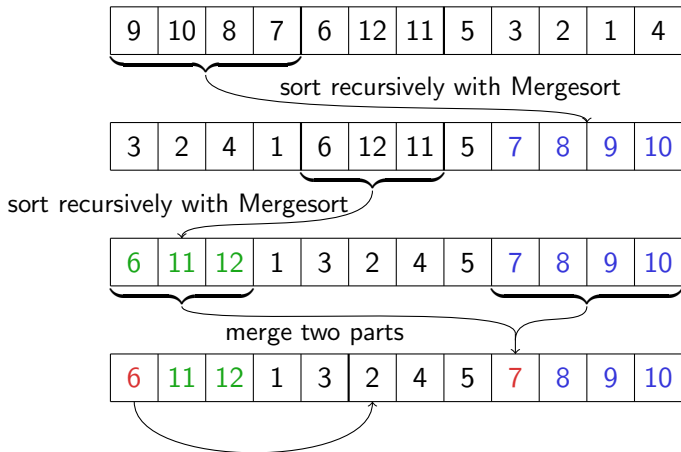 9 10 8 7 6 12 11 5 3 2 1 4
sort recursively with Mergesort
3 2 4 1 6 12 11 5 7 8 9 10
sort recursively with Mergesort
6 11 12 1 3 2 4 5 7 8 9 10
merge two parts
6 11 12 1 3 2 4 5 7 8 9 10